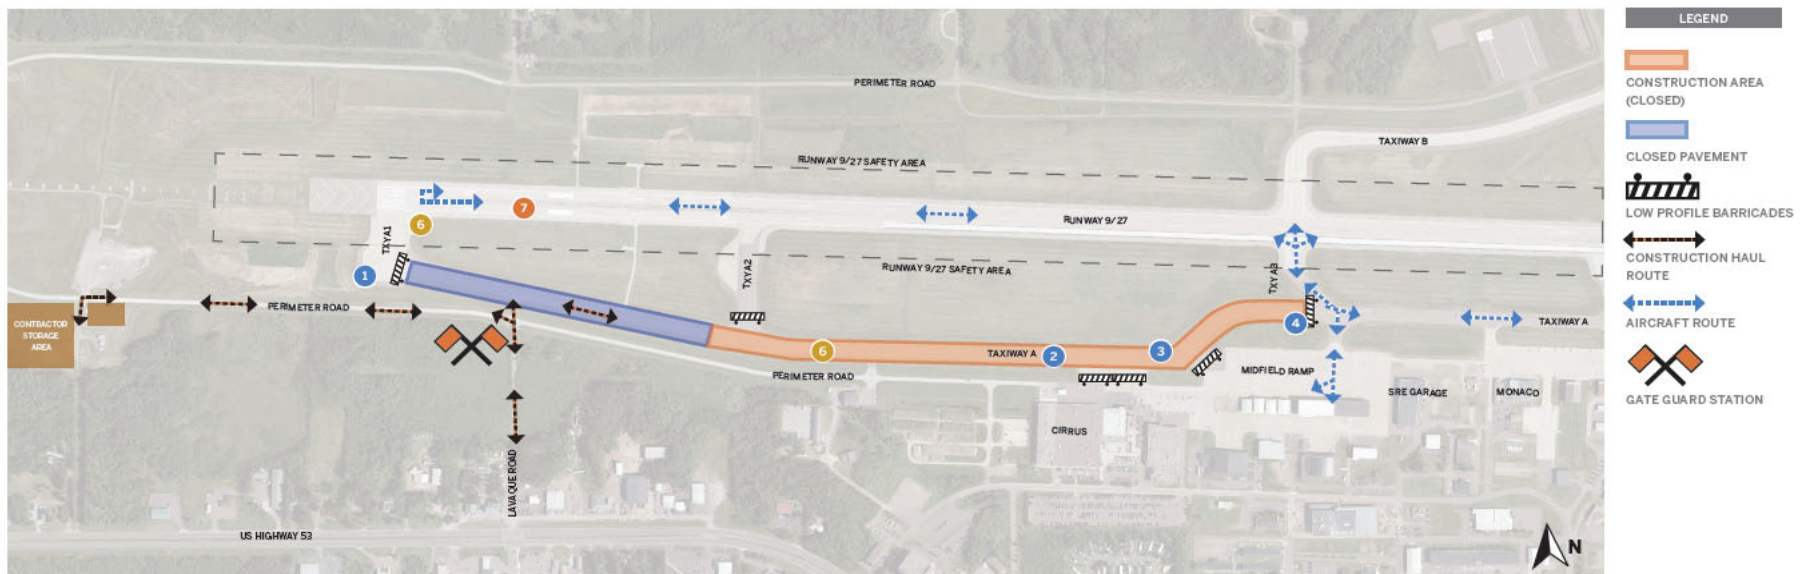 LEGEND
CONSTRUCTION AREA
(CLOSED)
CLOSED PAVEMENT
LOW PROFILE BARRICADES
CONSTRUCTION HAUL
ROUTE
AIRCRAFT ROUTE
GATE GUARD STATION
PERIMETER ROAD
TAXIWAY B
RUNWAY 9/27 SAFETY AREA
7
6
RUNWAY 9/27
TXY A1
1
TXY A2
RUNWAY 9/27 SAFETY AREA
TXY A3
PERIMETER ROAD
CONTRACTOR
STORAGE
AREA
4
TAXIWAY A
6
TAXIWAY A
2
3
PERIMETER ROAD
MIDFIELD RAMP
SRE GARAGE
MONACO
CIRRUS
LAVAQUE ROAD
US HIGHWAY 53
N